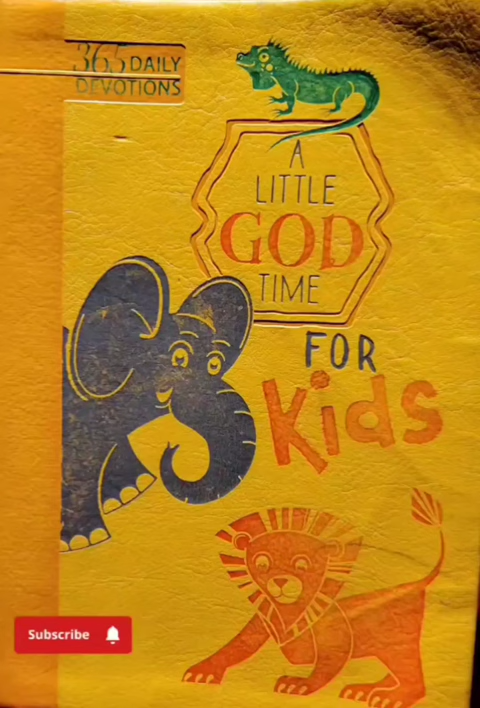 365 DAILY
DEVOTIONS
A
LITTLE
GOD
TIME
FOR
Kids
Subscribe